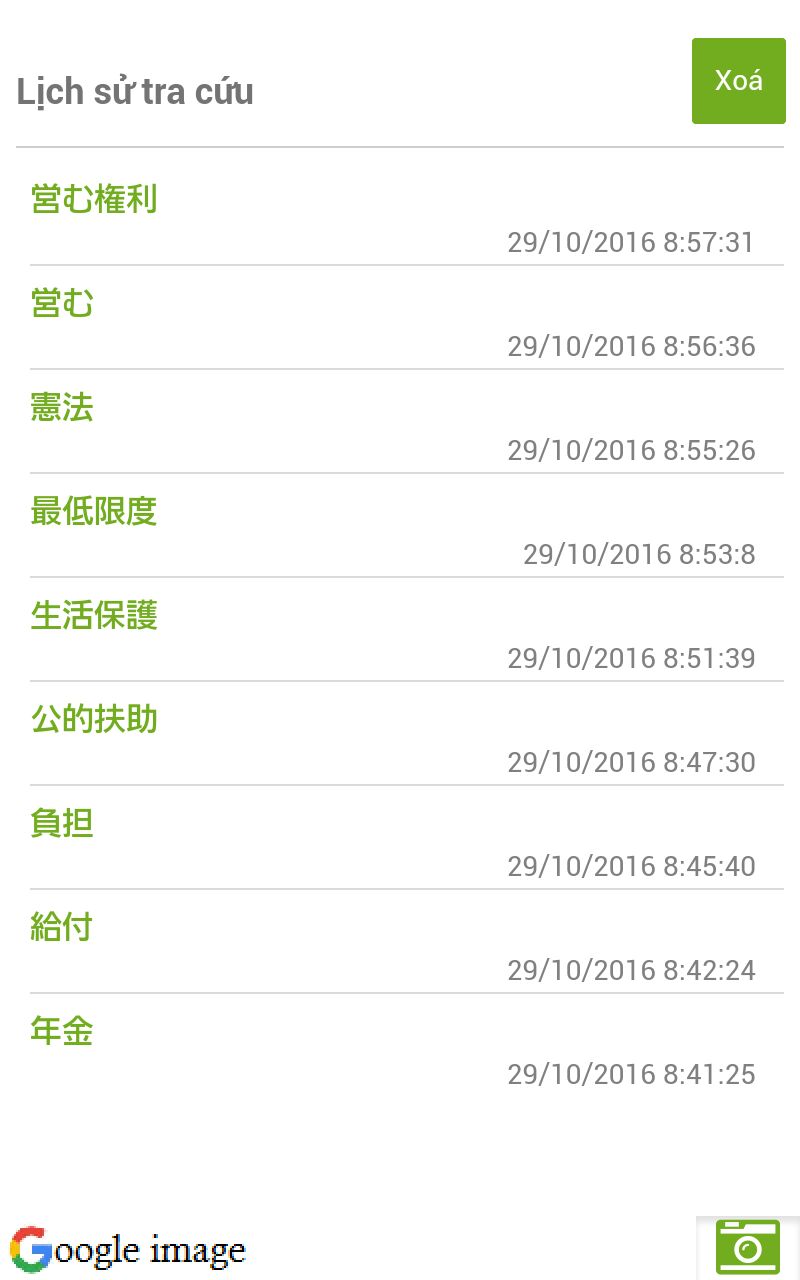 Lịch sử tra cứu
Xoá
営む権利
29/10/2016 8:57:31
営む
29/10/2016 8:56:36
憲法
29/10/2016 8:55:26
最低限度
29/10/2016 8:53:8
生活保護
29/10/2016 8:51:39
公的扶助
29/10/2016 8:47:30
負担
29/10/2016 8:45:40
給付
29/10/2016 8:42:24
年金
29/10/2016 8:41:25
Google image